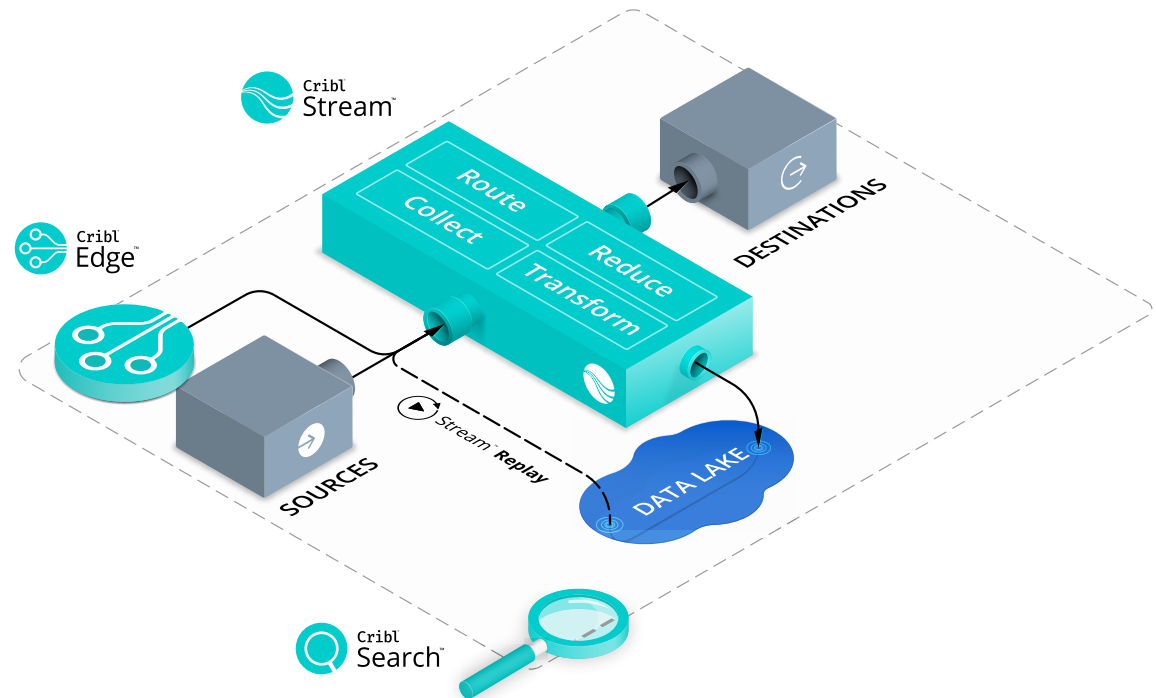 Cribl
Stream™
Route
Collect
Reduce
Transform
DESTINATIONS
Cribl
Edge™
SOURCES
Stream™ Replay
DATA LAKE
Cribl
Search™